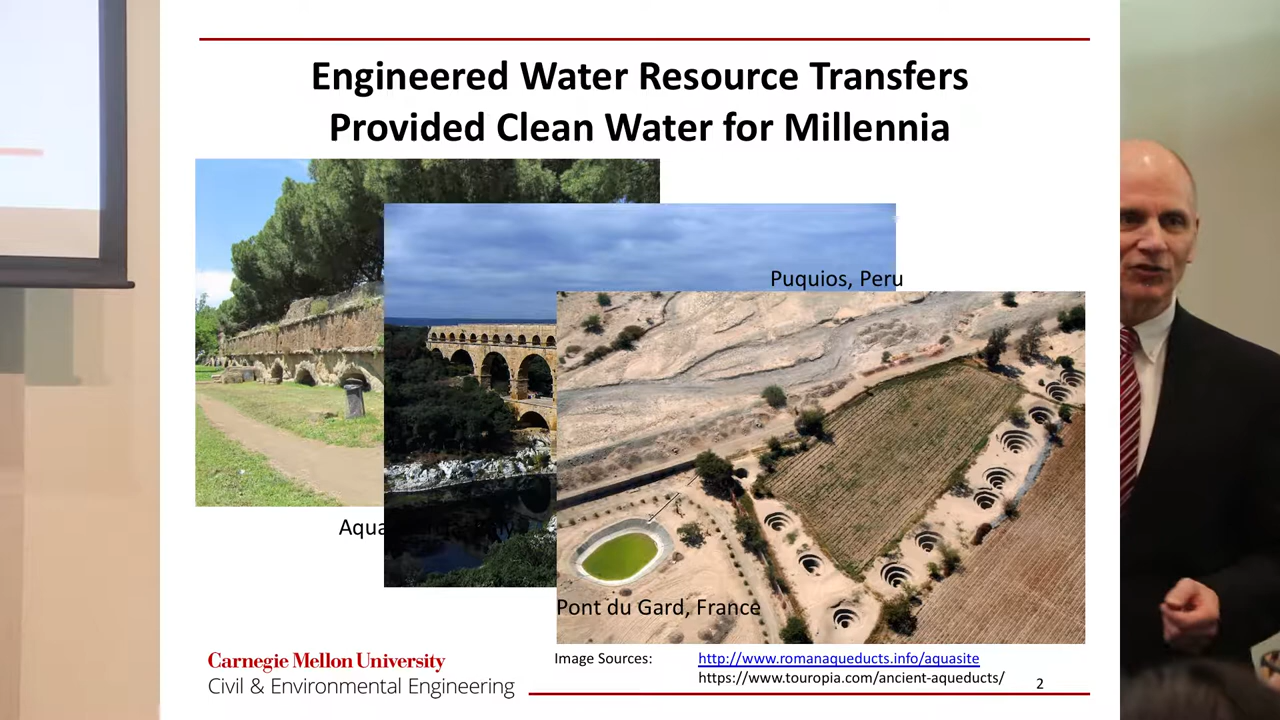 Engineered Water Resource Transfers
Provided Clean Water for Millennia
Puquios, Peru
Pont du Gard, France
Carnegie Mellon University
Civil & Environmental Engineering
Image Sources: http://www.romanaqueducts.info/aquasite
https://www.touropia.com/ancient-aqueducts/
2